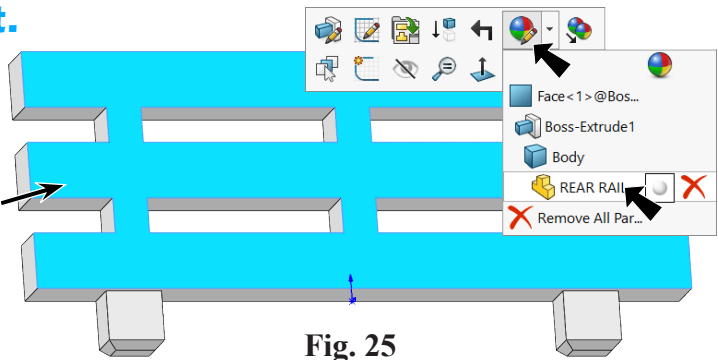 t.
Face<1>@Bos...
Boss-Extrude1
Body
REAR RAIL
Remove All Par...
Fig. 25